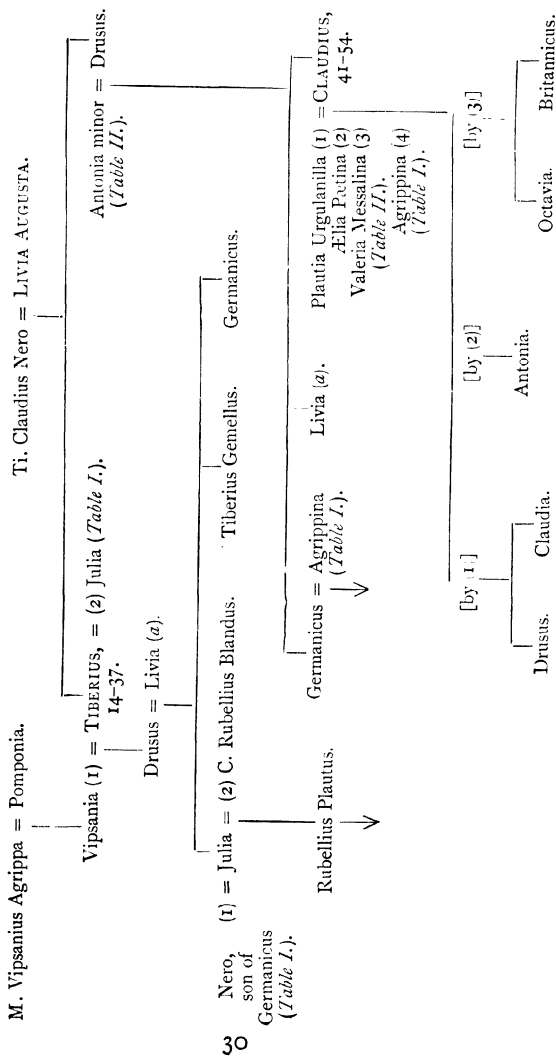 M. Vipsanius Agrippa = Pomponia.
Ti. Claudius Nero = LIVIA AUGUSTA.
Vipsania (1) = TIBERIUS, = (2) Julia (Table I.).
14–37.
Antonia minor = Drusus.
(Table II.).
Drusus = Livia (a).
Nero, (1) = Julia = (2) C. Rubellius Blandus.
son of
Germanicus
(Table I.).
Tiberius Gemellus.
Germanicus.
Rubellius Plautus.
Germanicus = Agrippina
(Table I.).
Livia (a).
Plautia Urgulanilla (1) = CLAUDIUS,
Ælia Pætina (2) 41–54.
Valeria Messalina (3)
(Table II.).
Agrippina (4)
(Table I.).
[by (1)]
[by (2)]
[by (3)]
Drusus.
Claudia.
Antonia.
Octavia.
Britannicus.
30